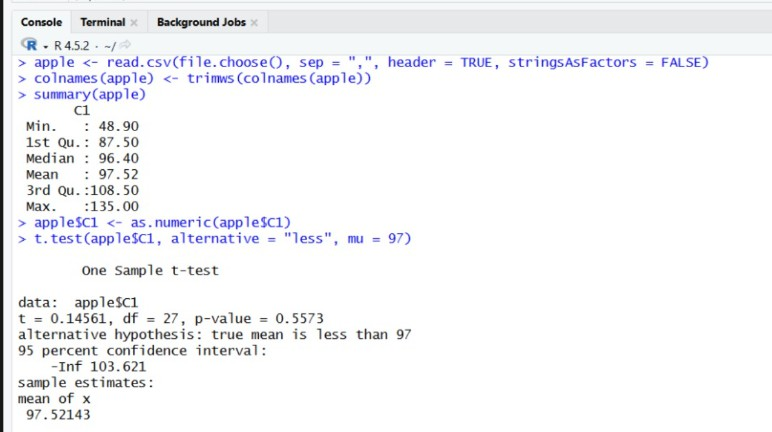 Console Terminal × Background Jobs ×
R R 4.5.2 · ~/
> apple <- read.csv(file.choose(), sep = ",", header = TRUE, stringsAsFactors = FALSE)
> colnames(apple) <- trimws(colnames(apple))
> summary(apple)
C1
Min.   : 48.90
1st Qu.: 87.50
Median : 96.40
Mean   : 97.52
3rd Qu.:108.50
Max.   :135.00
> apple$C1 <- as.numeric(apple$C1)
> t.test(apple$C1, alternative = "less", mu = 97)
One Sample t-test
data:  apple$C1
t = 0.14561, df = 27, p-value = 0.5573
alternative hypothesis: true mean is less than 97
95 percent confidence interval:
-Inf 103.621
sample estimates:
mean of x
97.52143